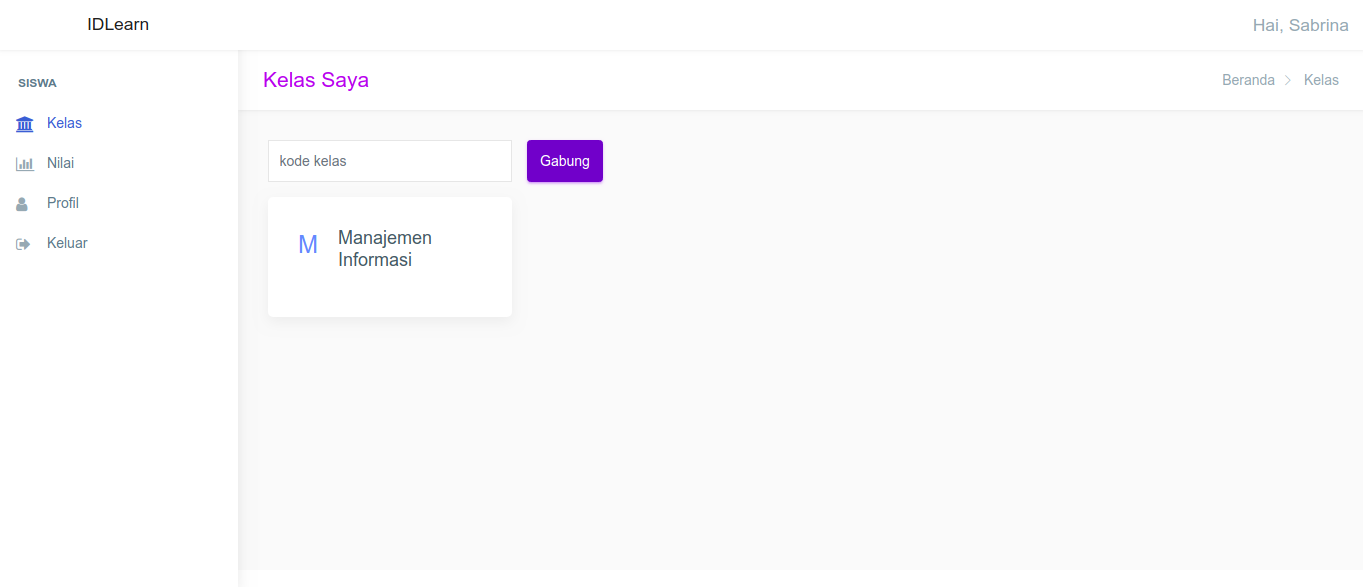 IDLearn
Hai, Sabrina
SISWA
Kelas
Nilai
Profil
Keluar
Kelas Saya
Beranda
Kelas
kode kelas
Gabung
M
Manajemen
Informasi